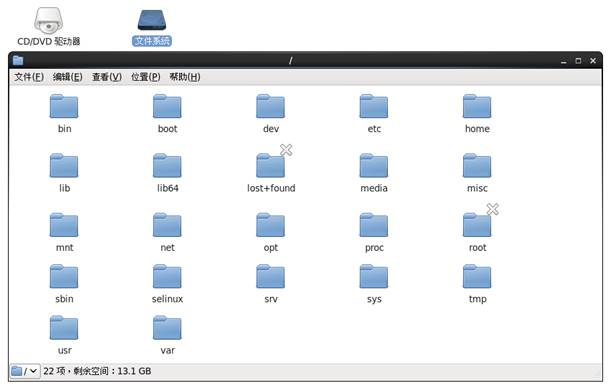 CD/DVD 驱动器
文件系统
/
文件(F) 编辑(E) 查看(V) 位置(P) 帮助(H)
bin boot dev etc home
lib lib64 lost+found media misc
mnt net opt proc root
sbin selinux srv sys tmp
usr var
/ 22 项，剩余空间：13.1 GB